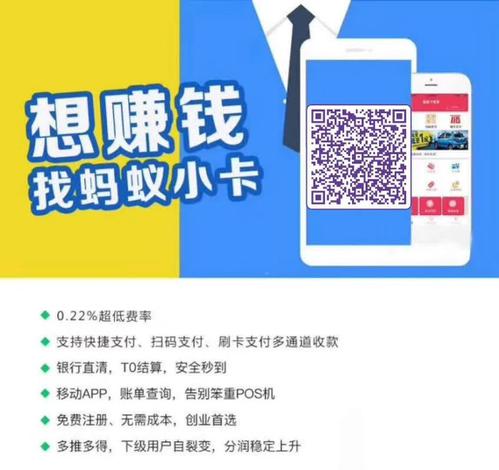 想赚钱
找蚂蚁小卡
0.22%超低费率
支持快捷支付、扫码支付、刷卡支付多通道收款
银行直清，T0结算，安全秒到
移动APP，账单查询，告别笨重POS机
免费注册、无需成本，创业首选
多推多得，下级用户自裂变，分润稳定上升